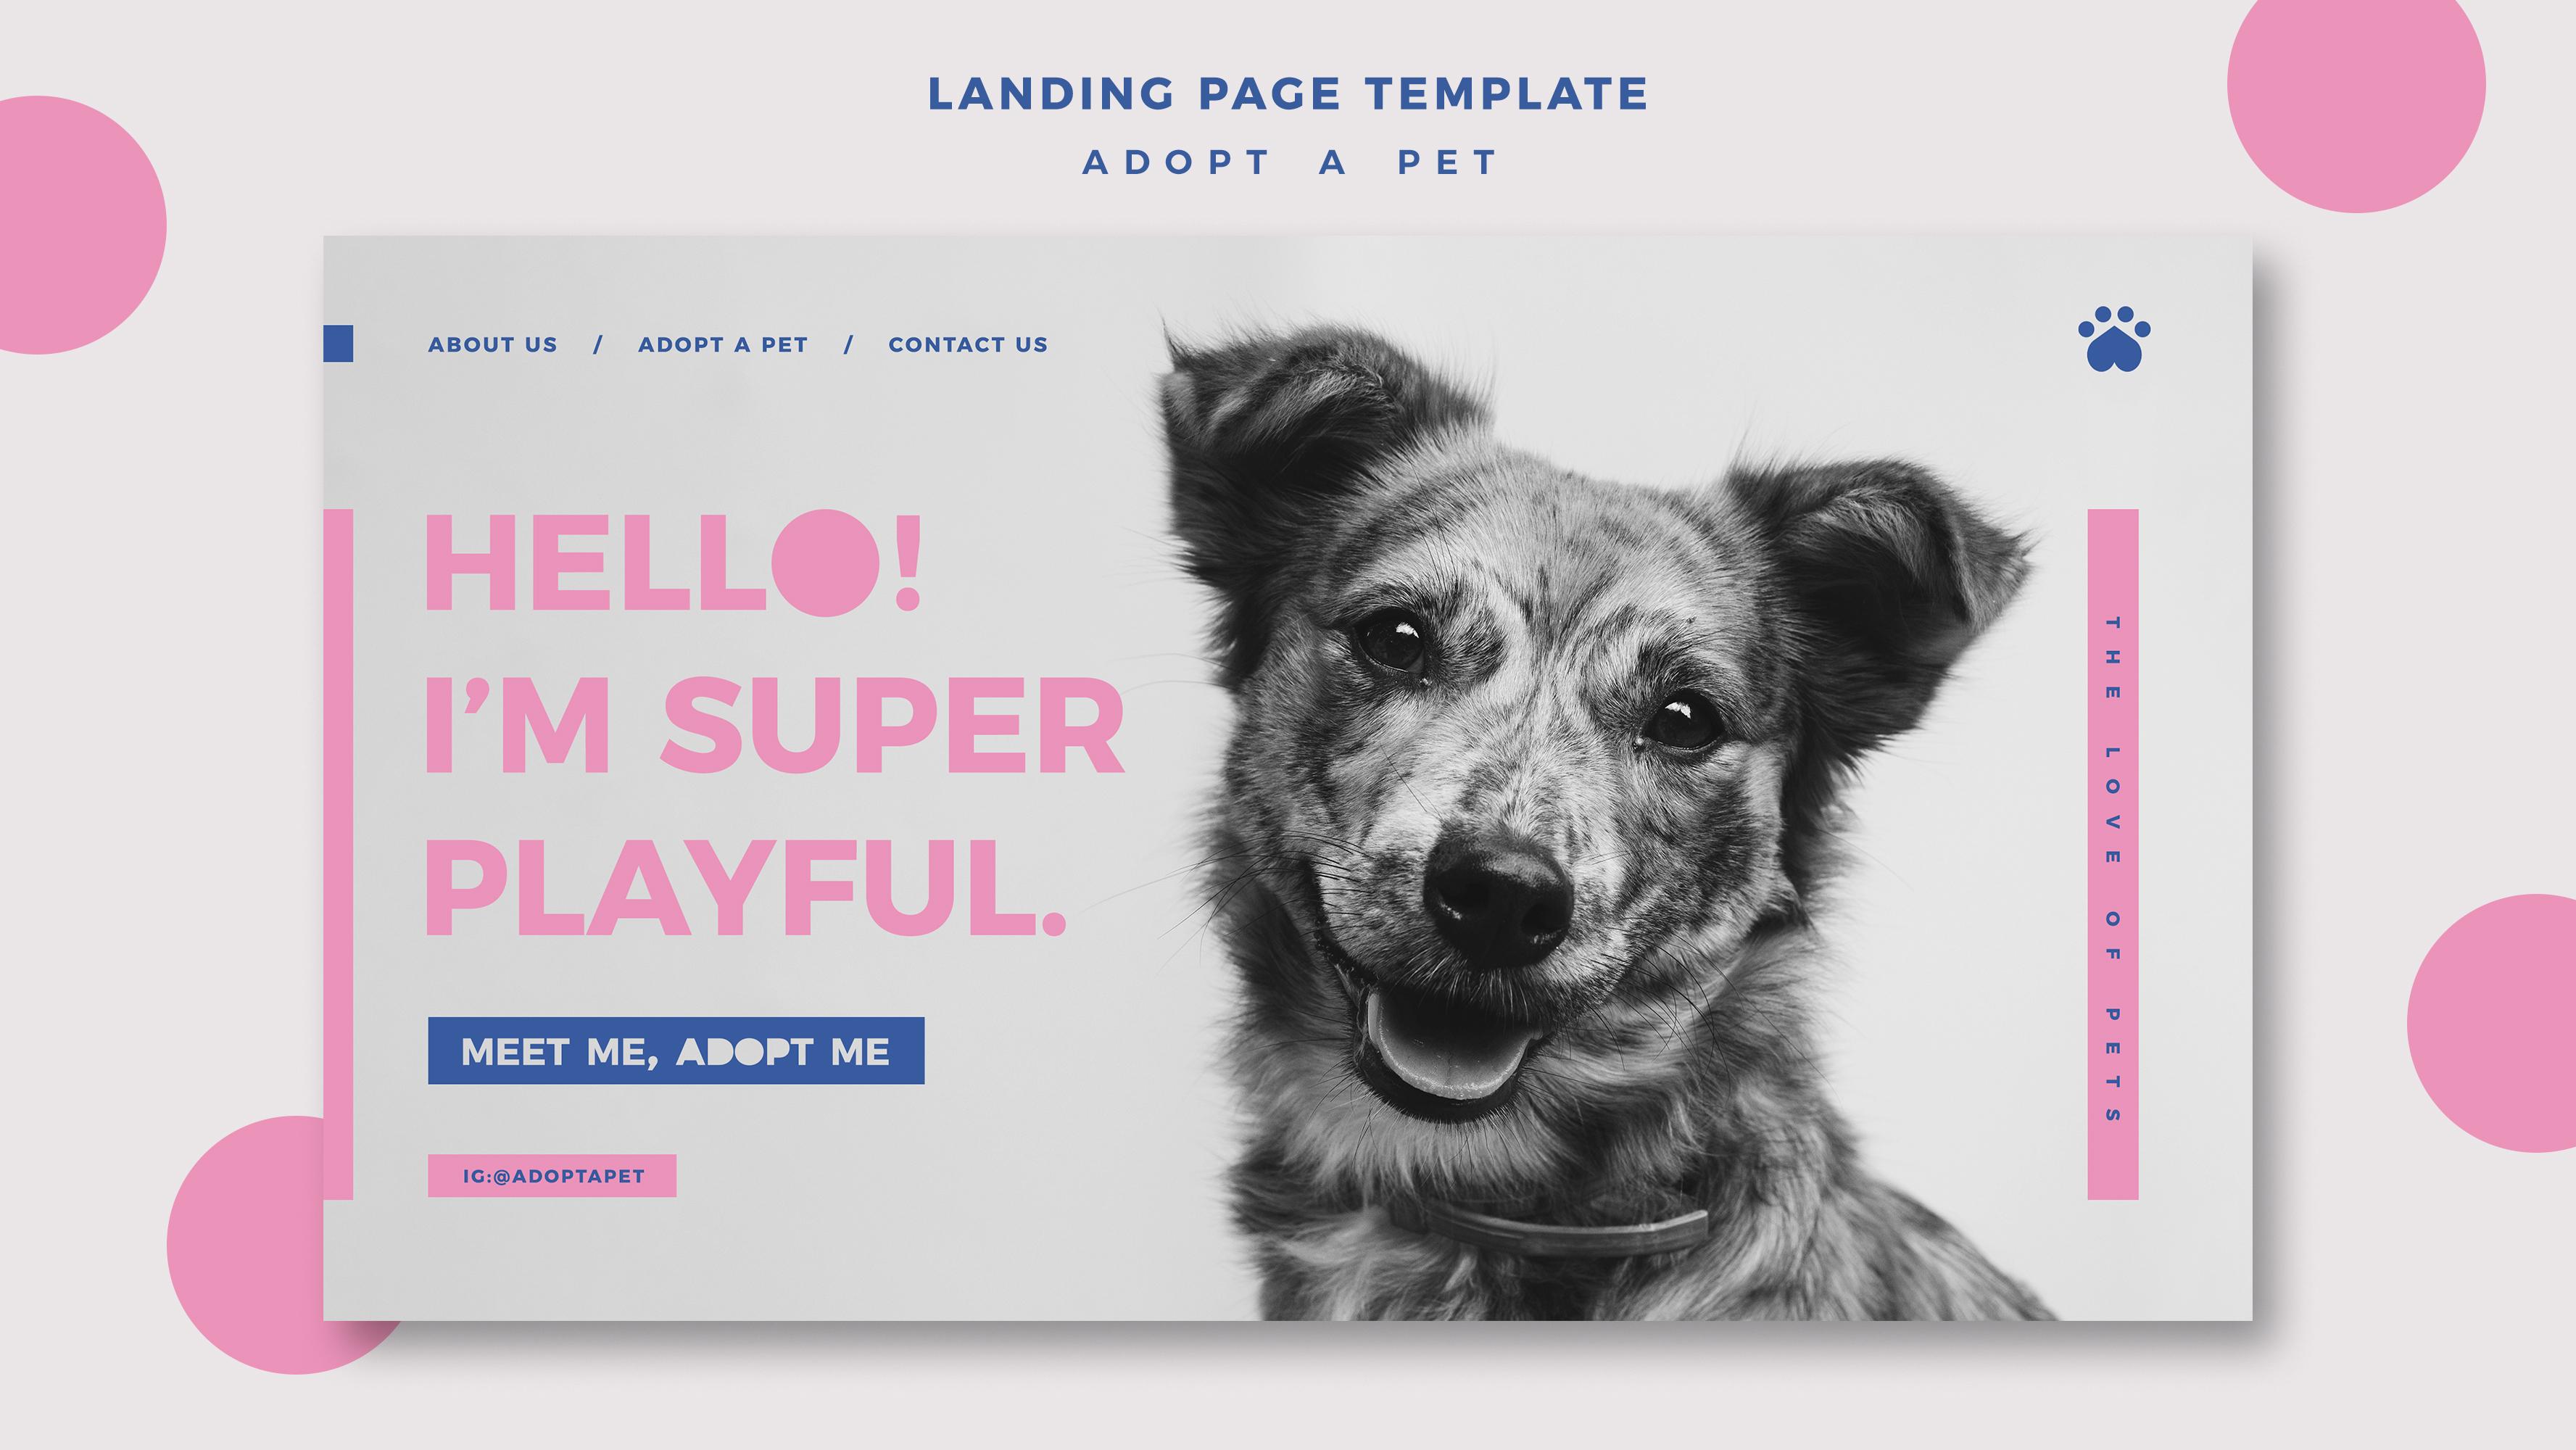 LANDING PAGE TEMPLATE
ADOPT A PET
ABOUT US / ADOPT A PET / CONTACT US
HELLO!
I’M SUPER
PLAYFUL.
MEET ME, ADOPT ME
IG:@ADOPTAPET
THE LOVE OF PETS